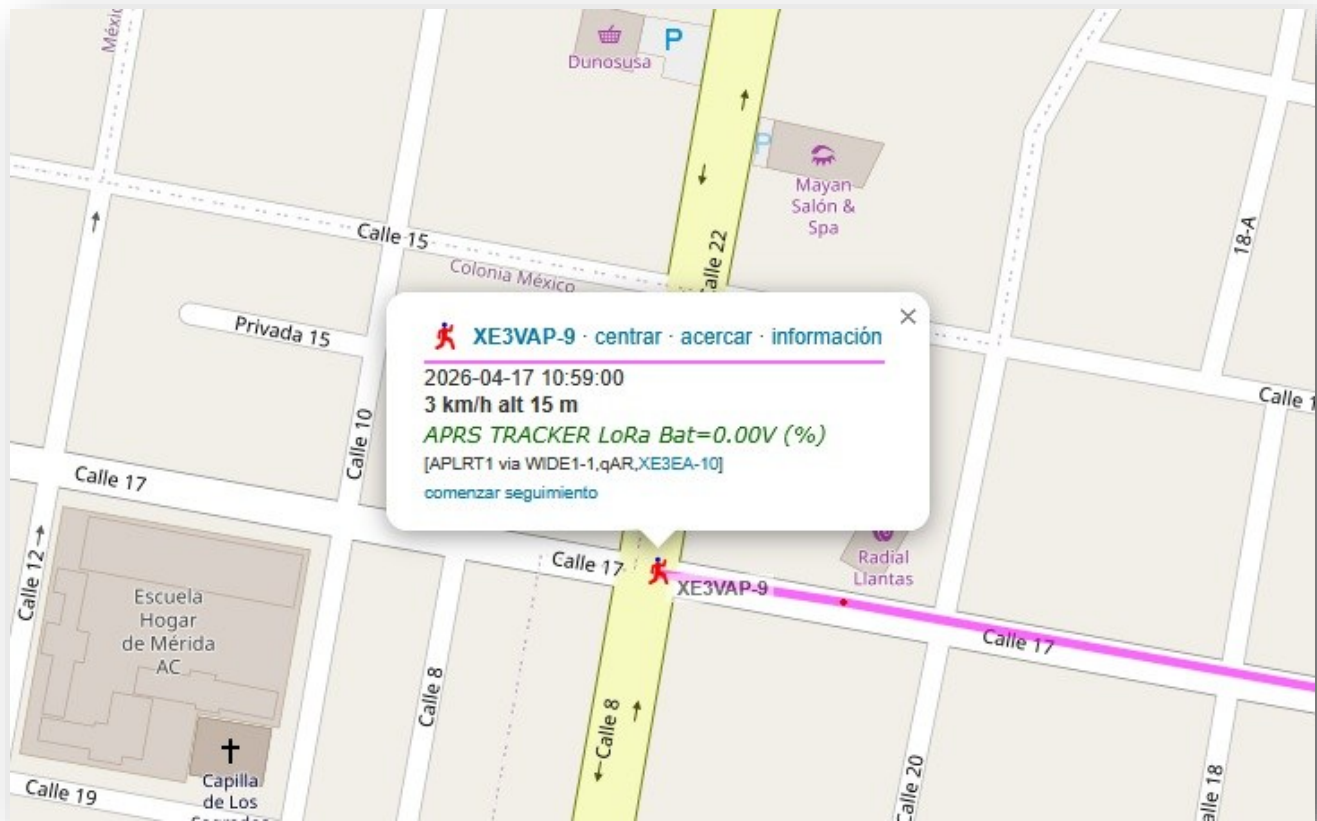 Méxic
Dunosusa
P
P
Mayan
Salón &
Spa
Calle 15
Colonia México
Calle 22
18-A
Privada 15
Calle 10
XE3VAP-9 · centrar · acercar · información
×
2026-04-17 10:59:00
3 km/h alt 15 m
APRS TRACKER LoRa Bat=0.00V (%)
[APLRT1 via WIDE1-1,qAR,XE3EA-10]
comenzar seguimiento
Calle 1
Calle 17
Calle 17
XE3VAP-9
Radial
Llantas
Calle 17
Calle 12
Escuela
Hogar
de Mérida
AC
Calle 8
Calle 8
Calle 20
alle 18
Capilla
de Los
Calle 19